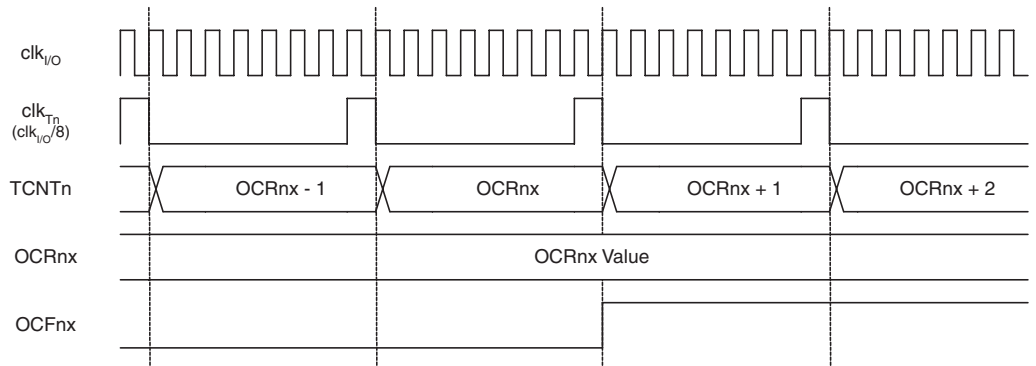 clkI/O
clkTn
(clkI/O/8)
TCNTn
OCRnx - 1
OCRnx
OCRnx + 1
OCRnx + 2
OCRnx
OCRnx Value
OCFnx